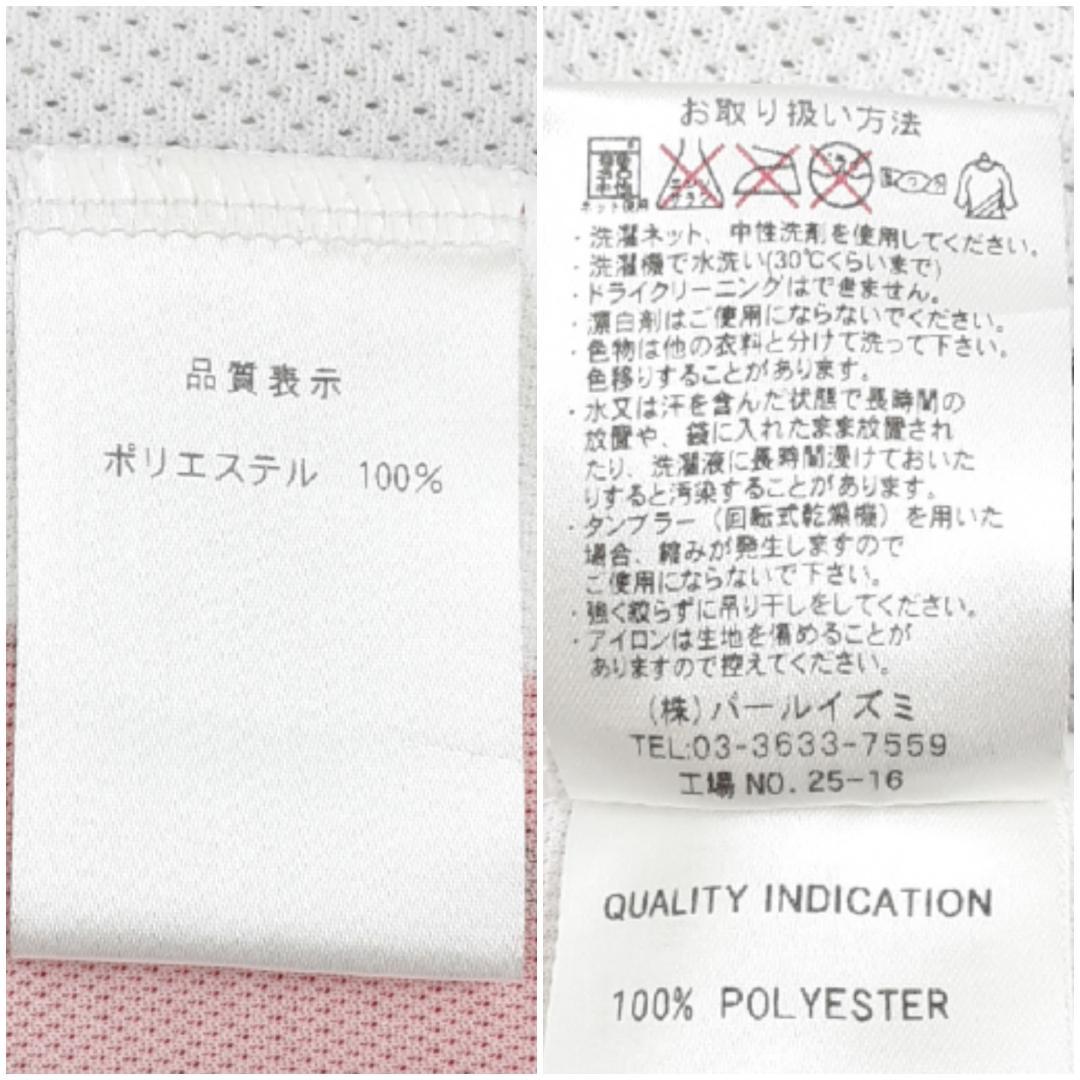 品質表示
ポリエステル 100%
お取り扱い方法
ネット使用
・洗濯ネット、中性洗剤を使用してください。
・洗濯機で水洗い(30℃くらいまで)
・ドライクリーニングはできません。
・漂白剤はご使用にならないでください。
・色物は他の衣料と分けて洗って下さい。
色移りすることがあります。
・水又は汗を含んだ状態で長時間の
放置や、袋に入れたまま放置され
たり、洗濯液に長時間浸けておいた
りすると汚染することがあります。
・タンブラー（回転式乾燥機）を用いた
場合、縮みが発生しますので
ご使用にならないで下さい。
・強く絞らずに吊り干しをしてください。
・アイロンは生地を傷めることが
ありますので控えてください。
(株)パールイズミ
TEL:03-3633-7559
工場 NO. 25-16
QUALITY INDICATION
100% POLYESTER